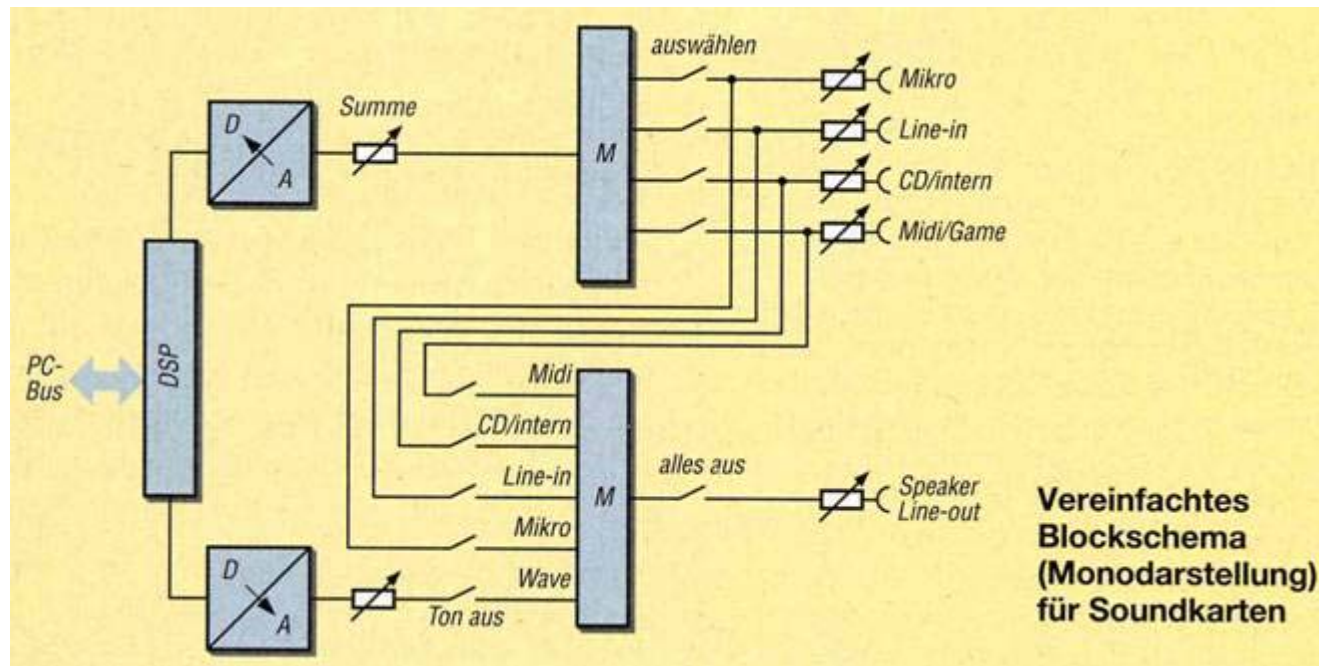 auswählen
Mikro
Summe
D
Line-in
A
M
CD/intern
Midi/Game
DSP
PC-
Bus
Midi
CD/intern
Line-in
alles aus
M
Speaker
Line-out
Mikro
D
Wave
A
Ton aus
Vereinfachtes
Blockschema
(Monodarstellung)
für Soundkarten